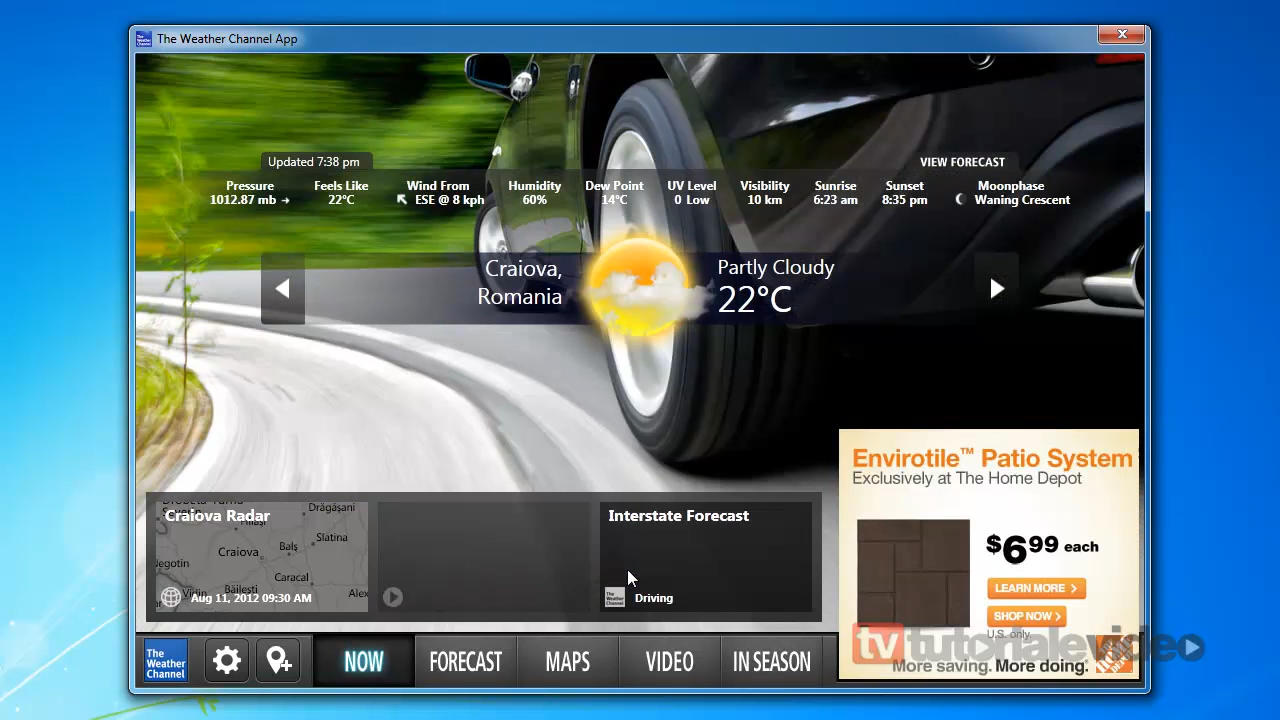 The Weather Channel App
Updated 7:38 pm
VIEW FORECAST
Pressure
1012.87 mb
Feels Like
22°C
Wind From
ESE @ 8 kph
Humidity
60%
Dew Point
14°C
UV Level
0 Low
Visibility
10 km
Sunrise
6:23 am
Sunset
8:35 pm
Moonphase
Waning Crescent
Craiova,
Romania
Partly Cloudy
22°C
Craiova Radar
Drăgășani
Slatina
Craiova
Balș
Caracal
Băilești
Aug 11, 2012 09:30 AM
Interstate Forecast
The Weather Channel
Driving
Envirotile™ Patio System
Exclusively at The Home Depot
$6.99 each
LEARN MORE
SHOP NOW
U.S. only.
More saving. More doing.
tvtutorialevideo
The
Weather
Channel
NOW
FORECAST
MAPS
VIDEO
IN SEASON